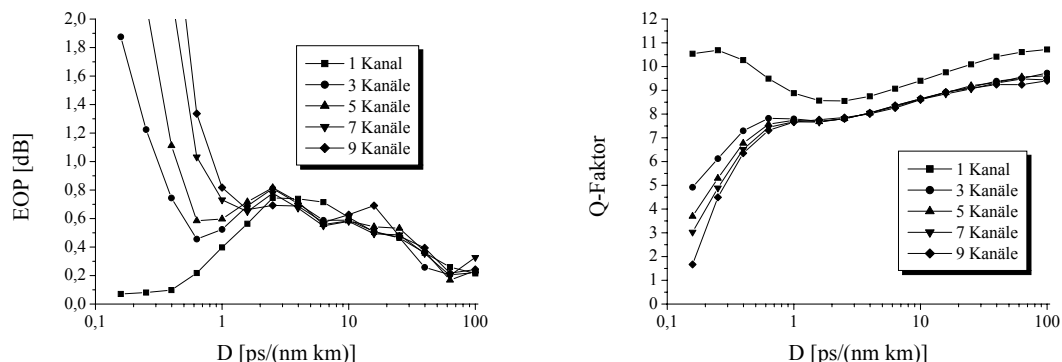 EOP [dB]
2,0
1,8
1,6
1,4
1,2
1,0
0,8
0,6
0,4
0,2
0,0
1 Kanal
3 Kanäle
5 Kanäle
7 Kanäle
9 Kanäle
0,1
1
10
100
D [ps/(nm km)]
Q-Faktor
12
11
10
9
8
7
6
5
4
3
2
1
0
1 Kanal
3 Kanäle
5 Kanäle
7 Kanäle
9 Kanäle
0,1
1
10
100
D [ps/(nm km)]